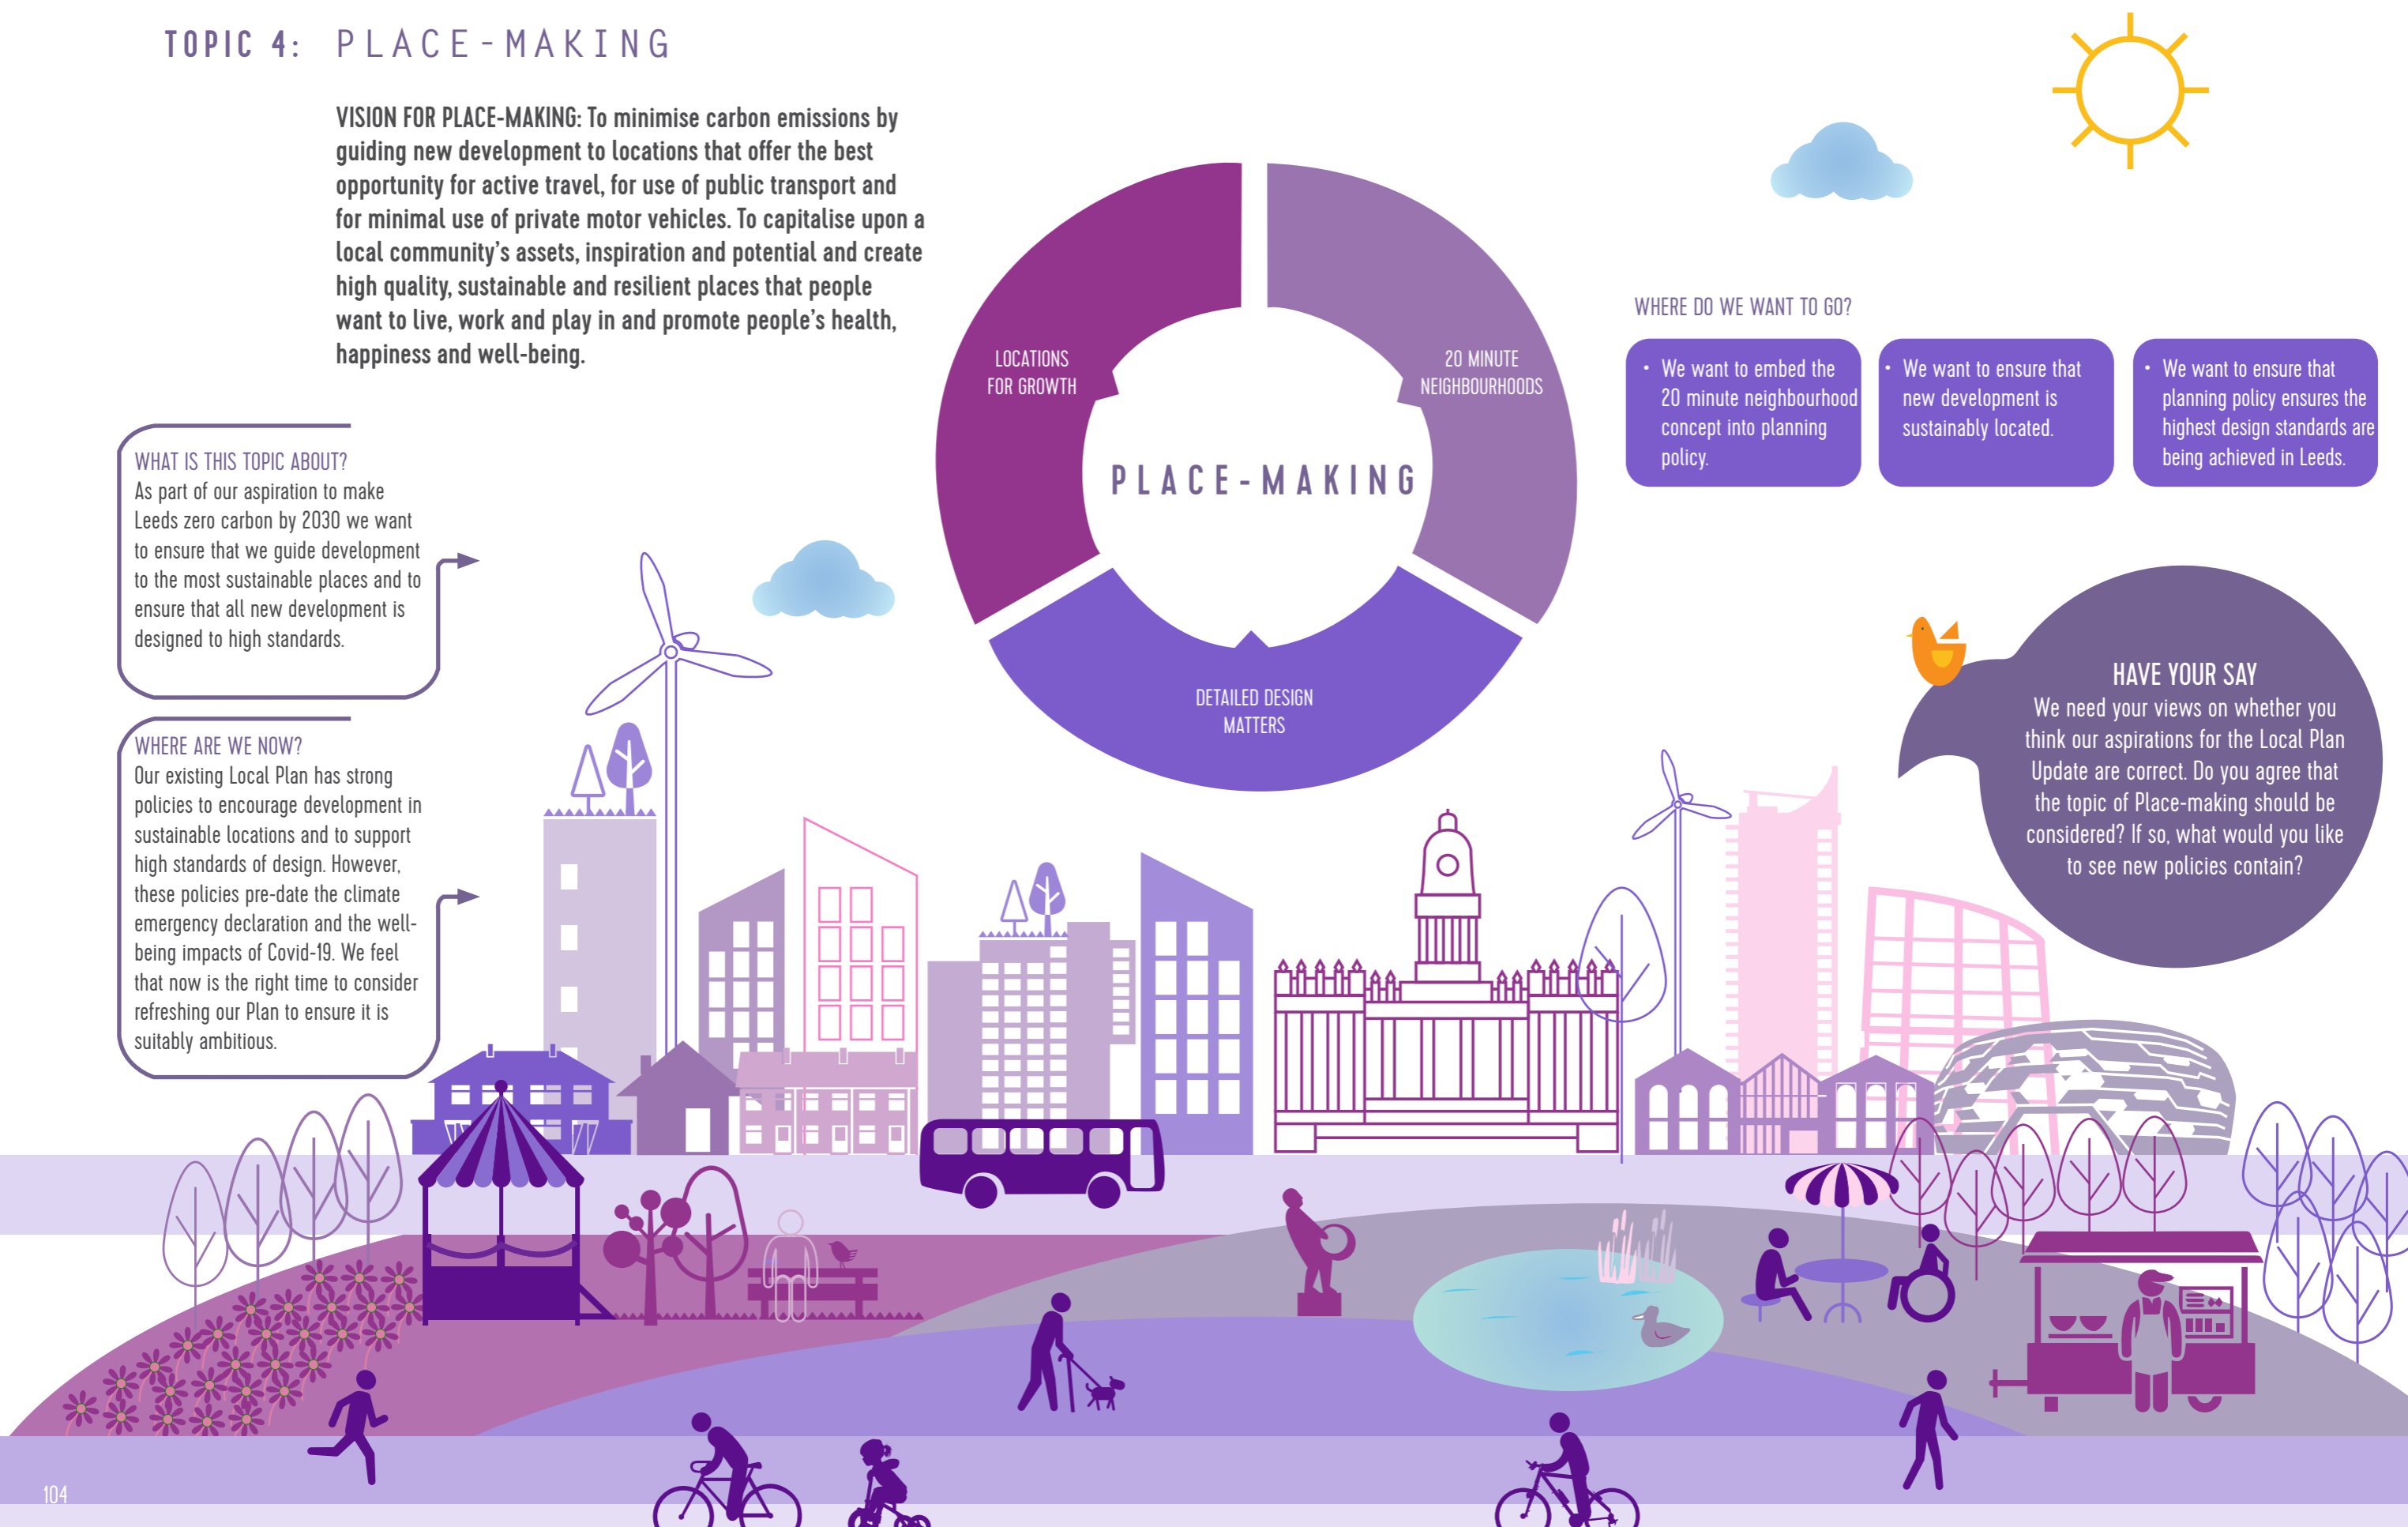 TOPIC 4: PLACE-MAKING
VISION FOR PLACE-MAKING: To minimise carbon emissions by
guiding new development to locations that offer the best
opportunity for active travel, for use of public transport and
for minimal use of private motor vehicles. To capitalise upon a
local community's assets, inspiration and potential and create
high quality, sustainable and resilient places that people
want to live, work and play in and promote people's health,
happiness and well-being.
WHAT IS THIS TOPIC ABOUT?
As part of our aspiration to make
Leeds zero carbon by 2030 we want
to ensure that we guide development
to the most sustainable places and to
ensure that all new development is
designed to high standards.
WHERE ARE WE NOW?
Our existing Local Plan has strong
policies to encourage development in
sustainable locations and to support
high standards of design. However,
these policies pre-date the climate
emergency declaration and the well-
being impacts of Covid-19. We feel
that now is the right time to consider
refreshing our Plan to ensure it is
suitably ambitious.
LOCATIONS
FOR GROWTH
20 MINUTE
NEIGHBOURHOODS
PLACE-MAKING
DETAILED DESIGN
MATTERS
WHERE DO WE WANT TO GO?
• We want to embed the
20 minute neighbourhood
concept into planning
policy.
• We want to ensure that
new development is
sustainably located.
• We want to ensure that
planning policy ensures the
highest design standards are
being achieved in Leeds.
HAVE YOUR SAY
We need your views on whether you
think our aspirations for the Local Plan
Update are correct. Do you agree that
the topic of Place-making should be
considered? If so, what would you like
to see new policies contain?
104